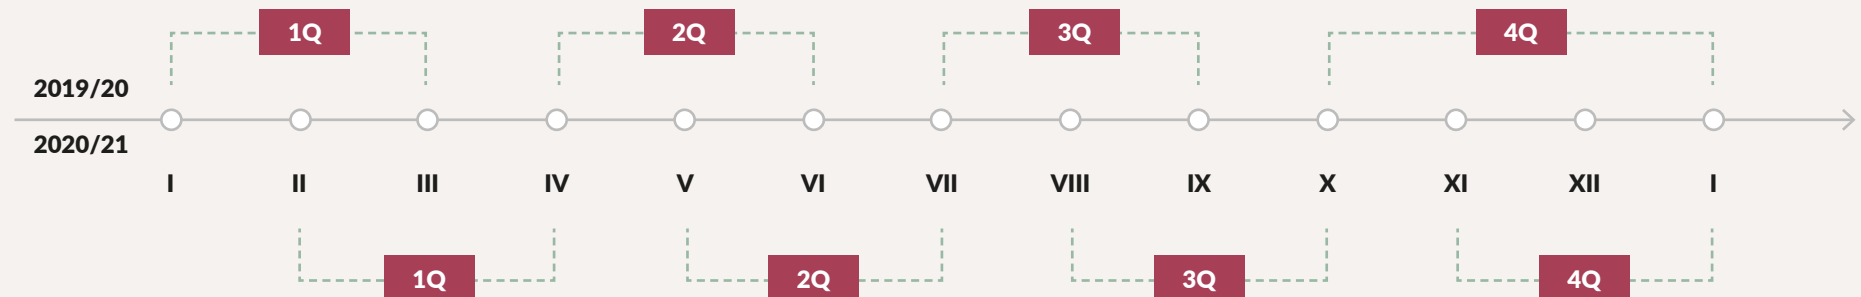 1Q 2Q 3Q 4Q
2019/20
2020/21
I II III IV V VI VII VIII IX X XI XII I
1Q 2Q 3Q 4Q